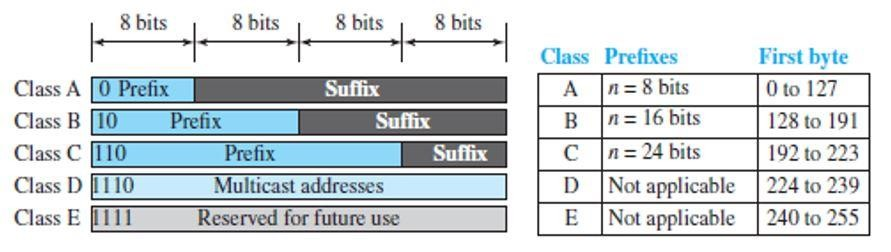 8 bits 8 bits 8 bits 8 bits
Class A 0 Prefix Suffix
Class B 10 Prefix Suffix
Class C 110 Prefix Suffix
Class D 1110 Multicast addresses
Class E 1111 Reserved for future use
Class Prefixes First byte
A n = 8 bits 0 to 127
B n = 16 bits 128 to 191
C n = 24 bits 192 to 223
D Not applicable 224 to 239
E Not applicable 240 to 255